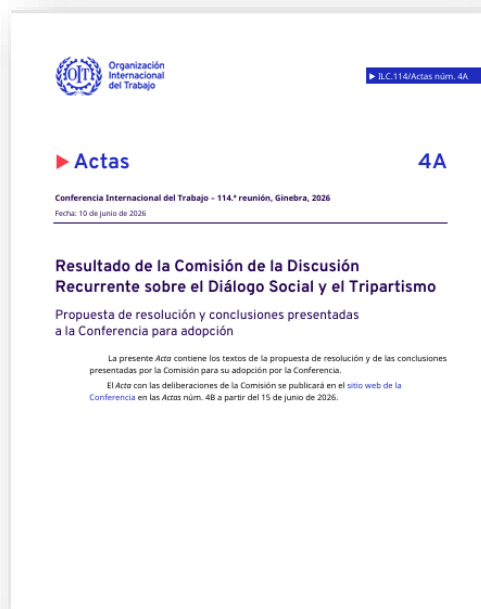 Organización
Internacional
del Trabajo
ILC.114/Actas núm. 4A
Actas
4A
Conferencia Internacional del Trabajo – 114.ª reunión, Ginebra, 2026
Fecha: 10 de junio de 2026
Resultado de la Comisión de la Discusión
Recurrente sobre el Diálogo Social y el Tripartismo
Propuesta de resolución y conclusiones presentadas
a la Conferencia para adopción
La presente Acta contiene los textos de la propuesta de resolución y de las conclusiones
presentadas por la Comisión para su adopción por la Conferencia.
El Acta con las deliberaciones de la Comisión se publicará en el sitio web de la
Conferencia en las Actas núm. 4B a partir del 15 de junio de 2026.